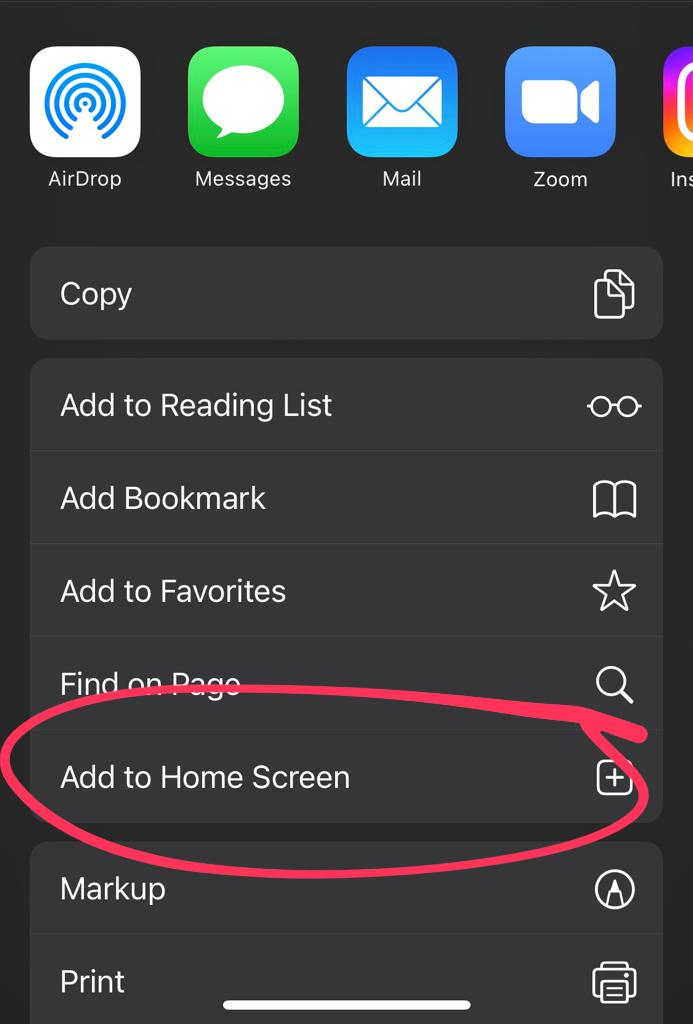 AirDrop
Messages
Mail
Zoom
Ins
Copy
Add to Reading List
Add Bookmark
Add to Favorites
Find on Page
Add to Home Screen
Markup
Print